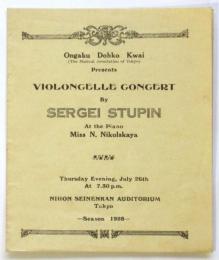 Ongaku Dohko Kwai
(The Musical Association of Tokyo)
Presents
VIOLONCELLE CONCERT
By
SERGEI STUPIN
At the Piano
Miss N. Nikolskaya
Thursday Evening, July 26th
At 7.30 p.m.
NIHON SEINENKAN AUDITORIUM
Tokyo
—Season 1928—